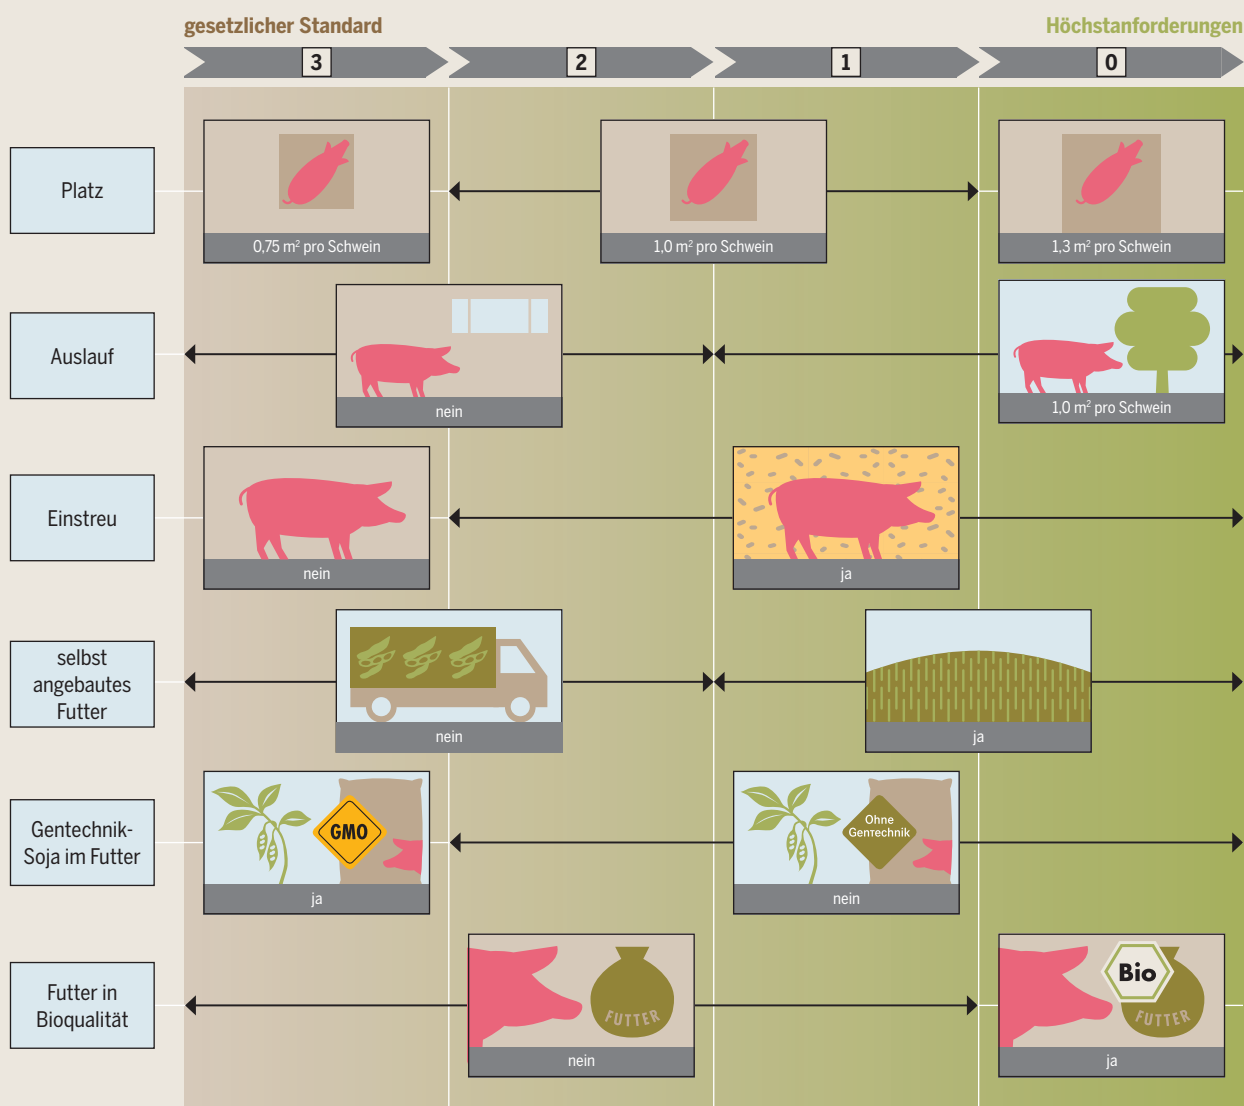 gesetzlicher Standard
Höchstanforderungen
3
2
1
0
Platz
0,75 m² pro Schwein
1,0 m² pro Schwein
1,3 m² pro Schwein
Auslauf
nein
1,0 m² pro Schwein
Einstreu
nein
ja
selbst
angebautes
Futter
nein
ja
Gentechnik-
Soja im Futter
GMO
ja
Ohne
Gentechnik
nein
Futter in
Bioqualität
FUTTER
nein
Bio
FUTTER
ja